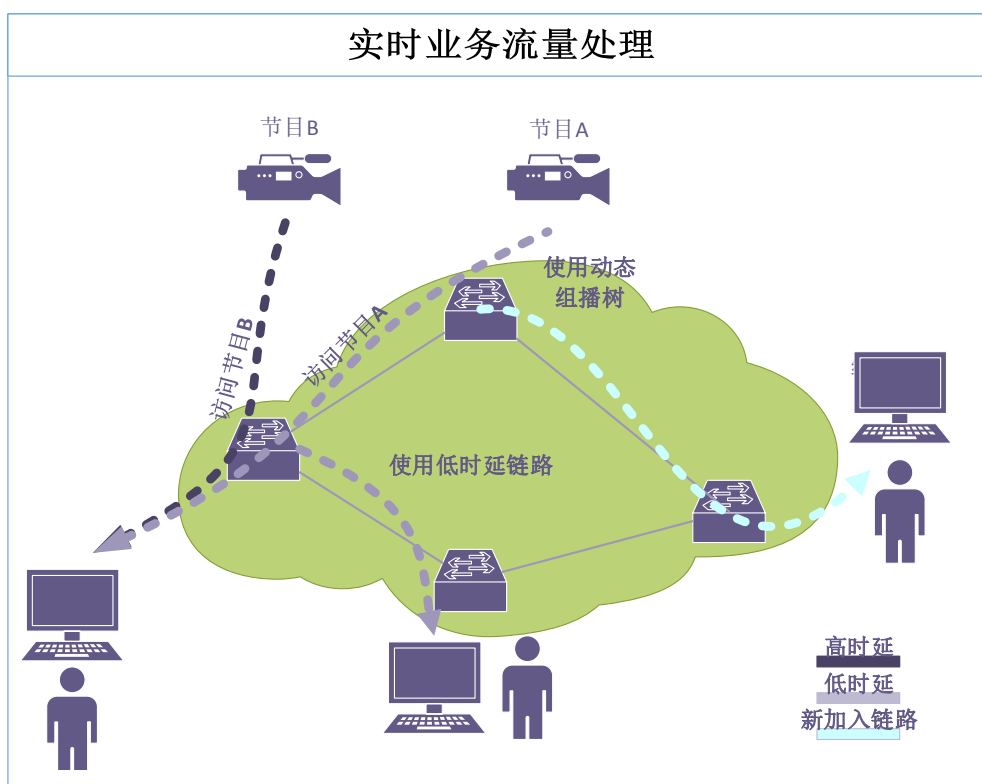 实时业务流量处理
节目B
节目A
使用动态
组播树
访问节目B
访问节目A
使用低时延链路
高时延
低时延
新加入链路